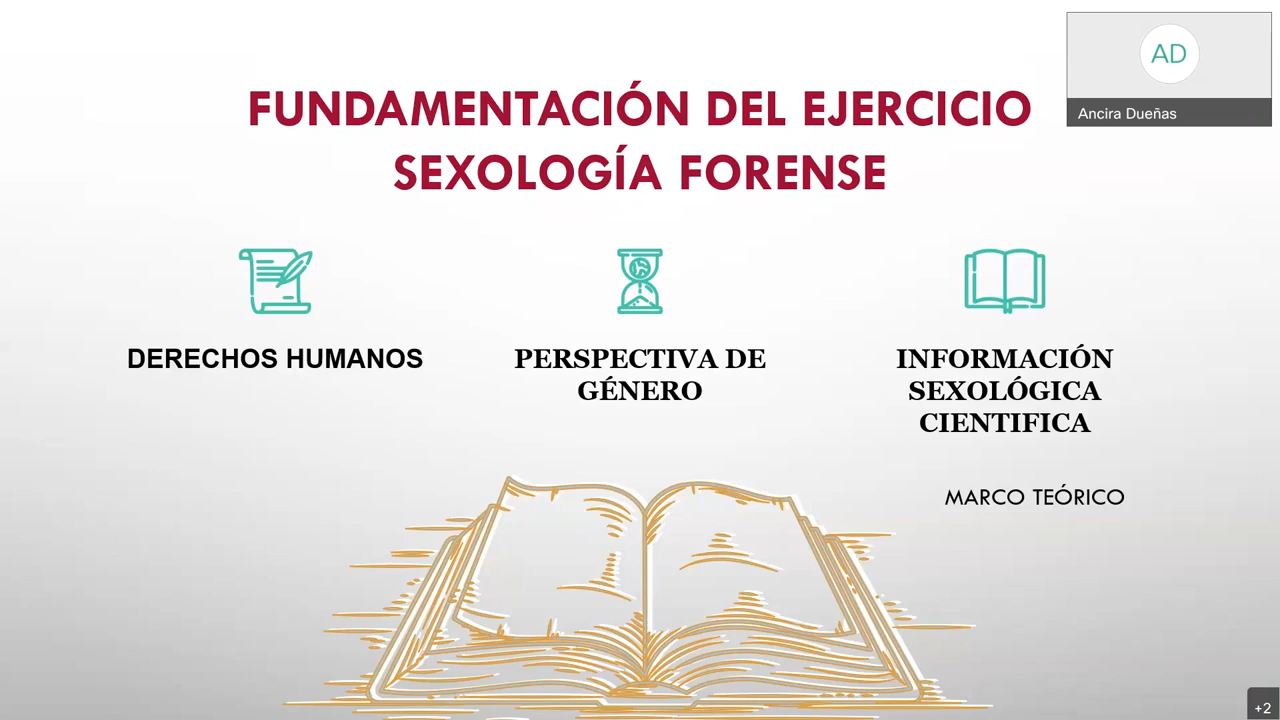 AD
Ancira Dueñas
FUNDAMENTACIÓN DEL EJERCICIO
SEXOLOGÍA FORENSE
DERECHOS HUMANOS
PERSPECTIVA DE
GÉNERO
INFORMACIÓN
SEXOLÓGICA
CIENTIFICA
MARCO TEÓRICO
+2